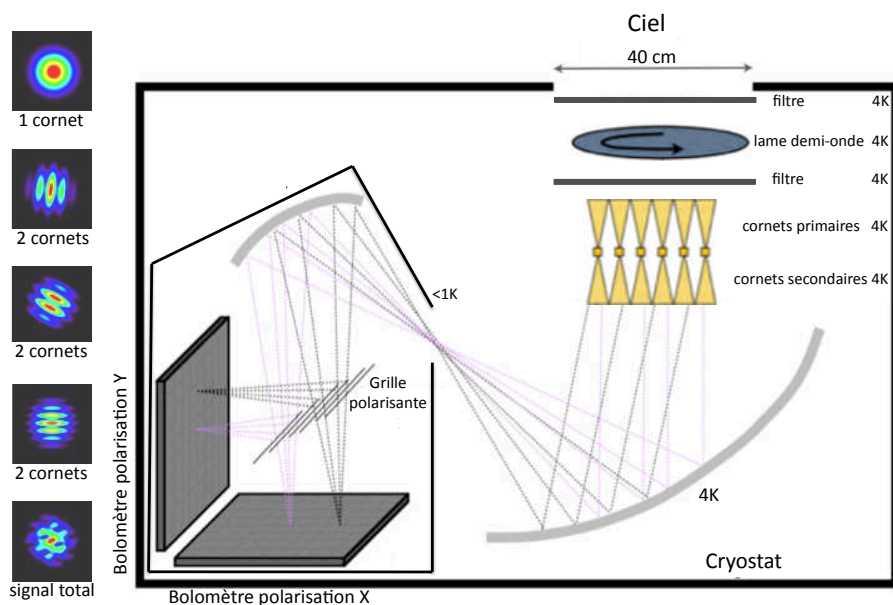 Ciel
40 cm
1 cornet
2 cornets
2 cornets
2 cornets
signal total
filtre 4K
lame demi-onde 4K
filtre 4K
cornets primaires 4K
cornets secondaires 4K
<1K
Grille
polarisante
4K
Cryostat
Bolomètre polarisation Y
Bolomètre polarisation X